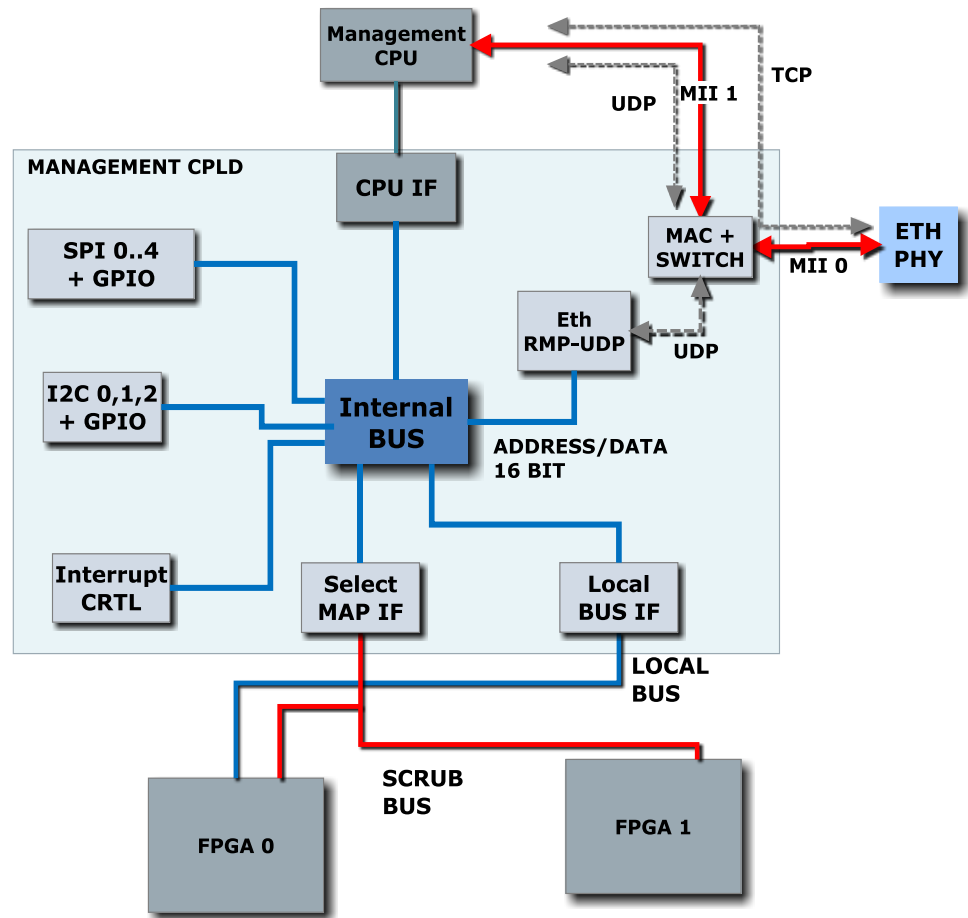 Management
CPU
TCP
UDP
MII 1
MANAGEMENT CPLD
CPU IF
SPI 0..4
+ GPIO
MAC +
SWITCH
ETH
PHY
MII 0
Eth
RMP-UDP
UDP
I2C 0,1,2
+ GPIO
Internal
BUS
ADDRESS/DATA
16 BIT
Interrupt
CRTL
Select
MAP IF
Local
BUS IF
LOCAL
BUS
SCRUB
BUS
FPGA 0
FPGA 1